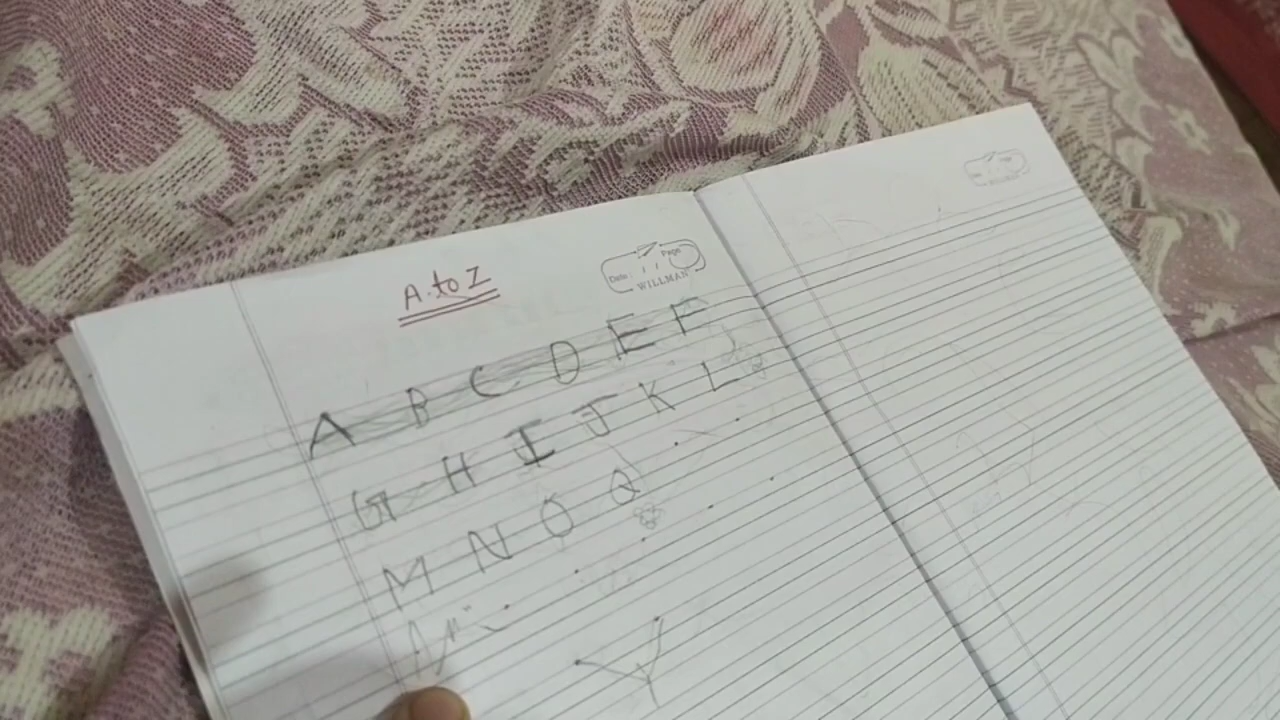 A to Z
Date : / / Page
WILLMAN
A B C D E F
G H I J K L
M N O Q
Y